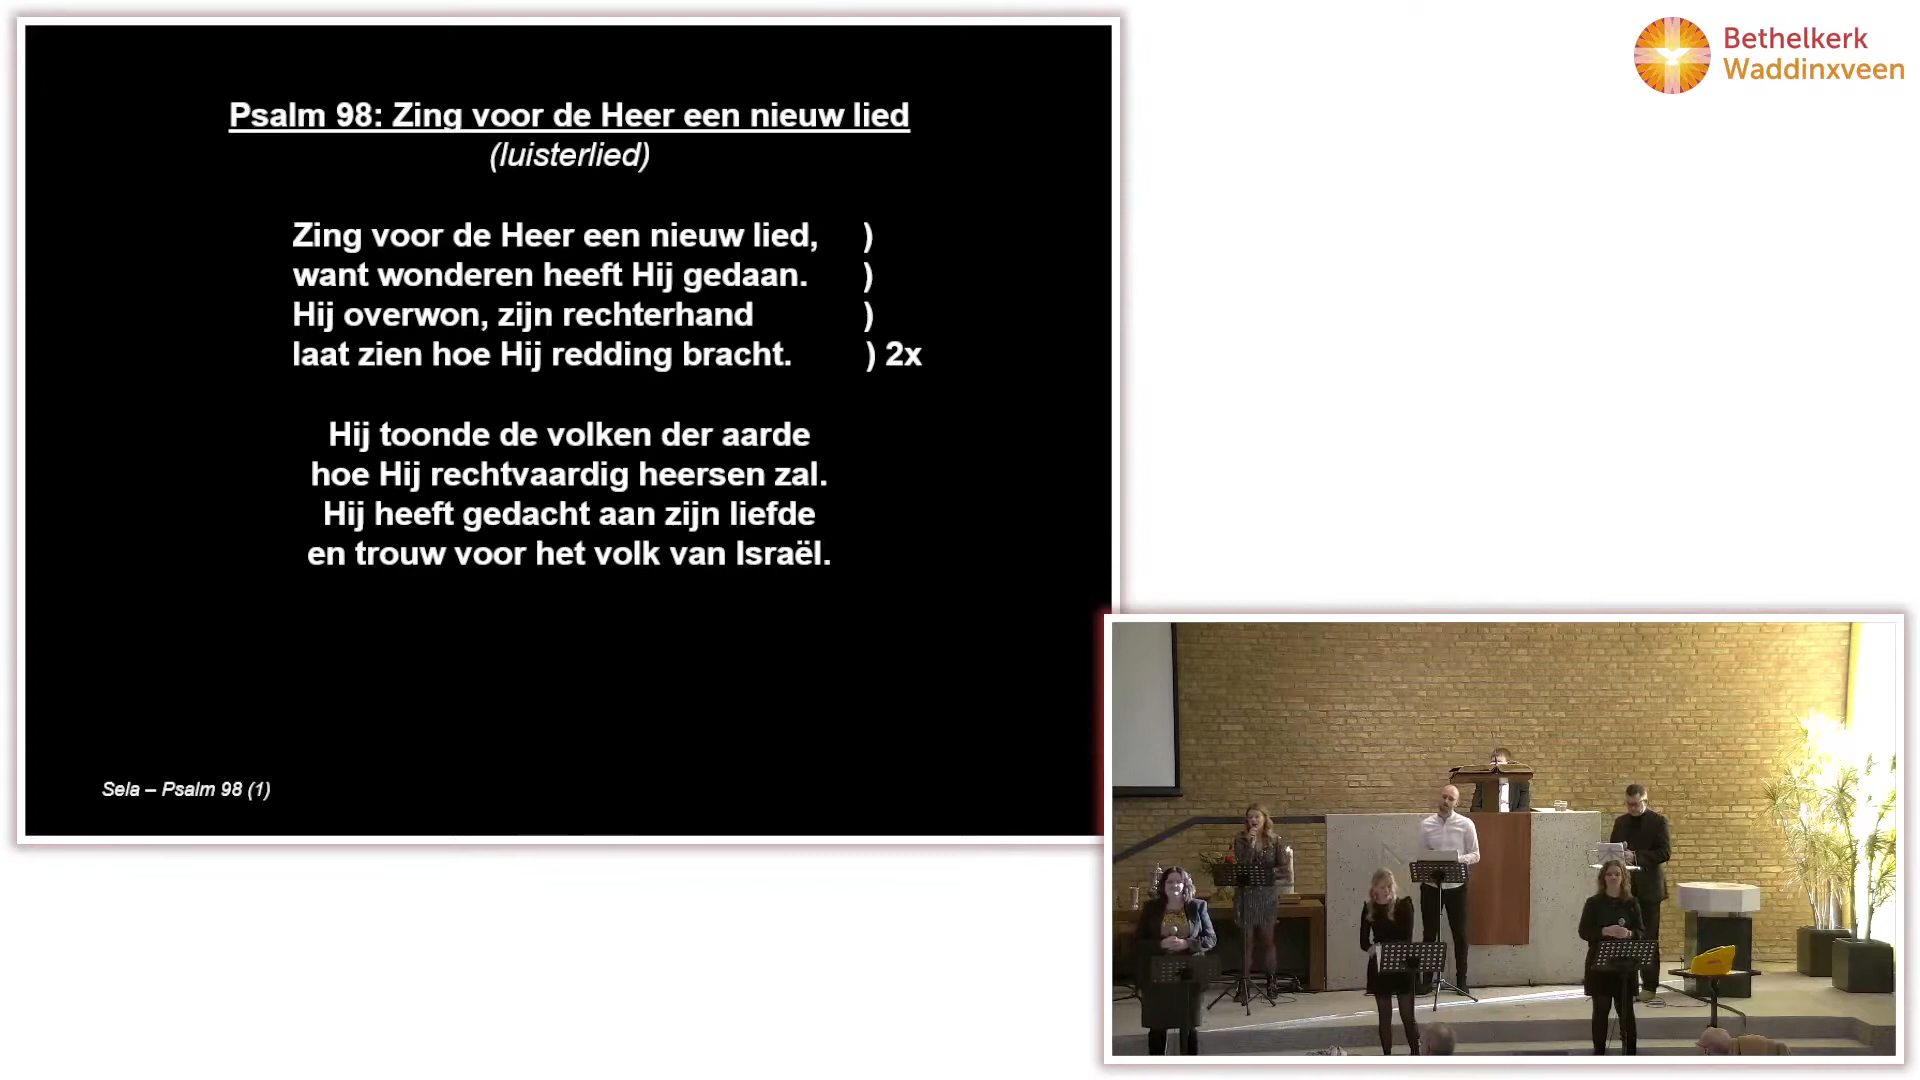 Psalm 98: Zing voor de Heer een nieuw lied
(luisterlied)
Zing voor de Heer een nieuw lied, )
want wonderen heeft Hij gedaan. )
Hij overwon, zijn rechterhand )
laat zien hoe Hij redding bracht. ) 2x
Hij toonde de volken der aarde
hoe Hij rechtvaardig heersen zal.
Hij heeft gedacht aan zijn liefde
en trouw voor het volk van Israël.
Sela – Psalm 98 (1)
Bethelkerk
Waddinxveen